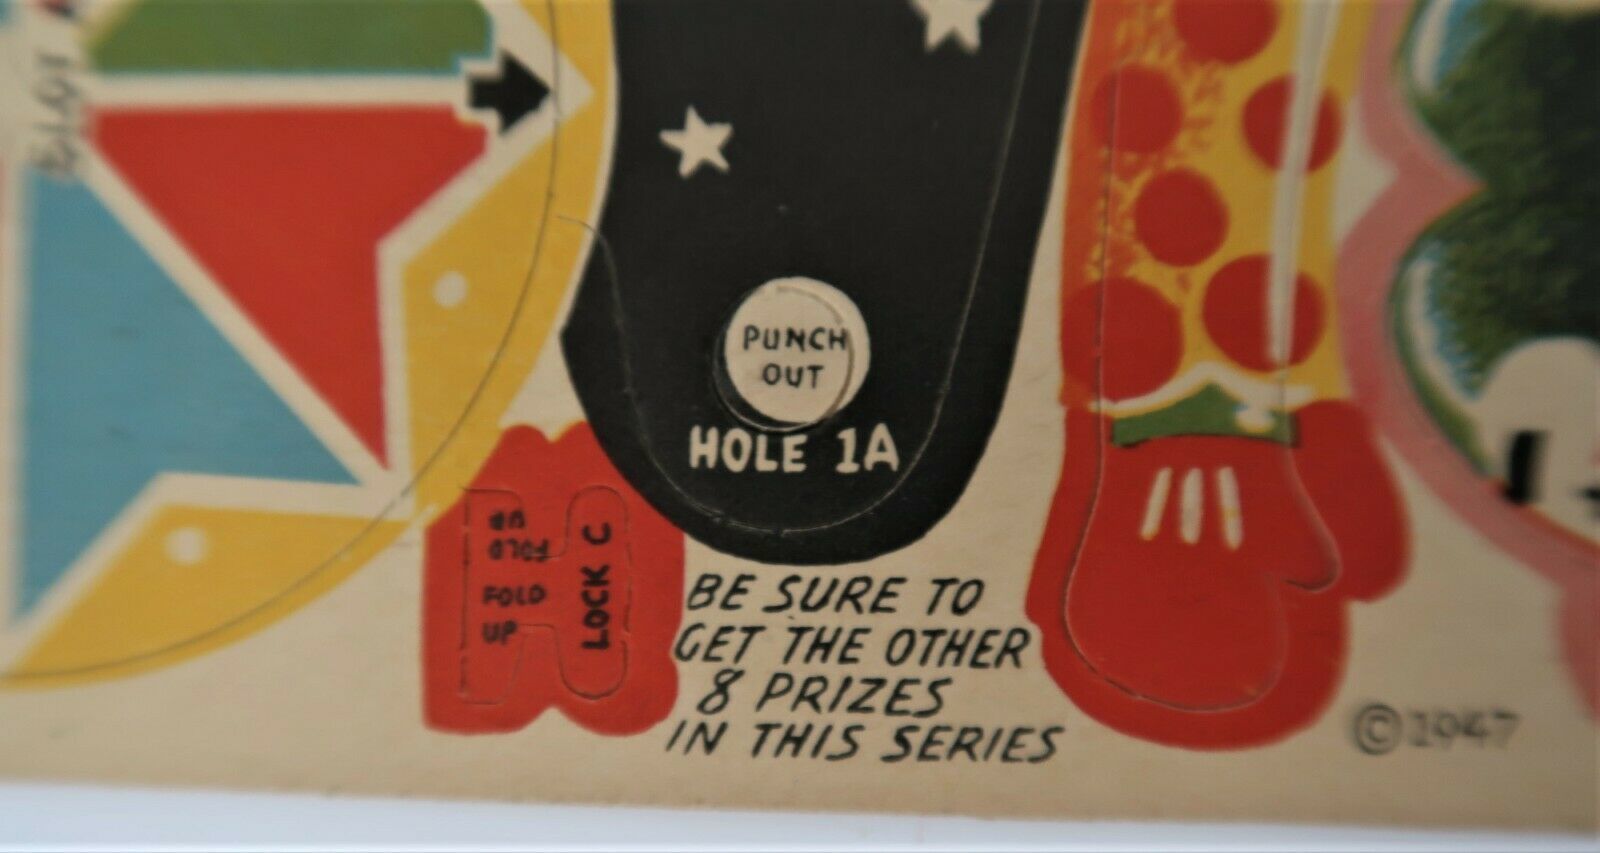 PUNCH
OUT
HOLE 1A
FOLD
UP
FOLD
UP
LOCK C
BE SURE TO
GET THE OTHER
8 PRIZES
IN THIS SERIES
© 1947